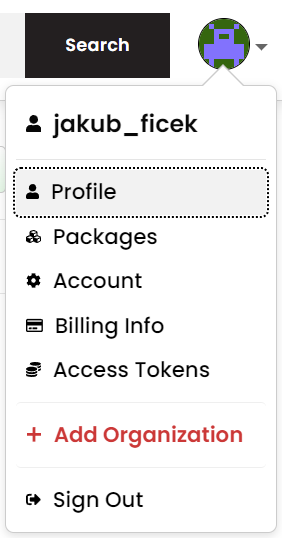 Search
jakub_ficek
Profile
Packages
Account
Billing Info
Access Tokens
Add Organization
Sign Out